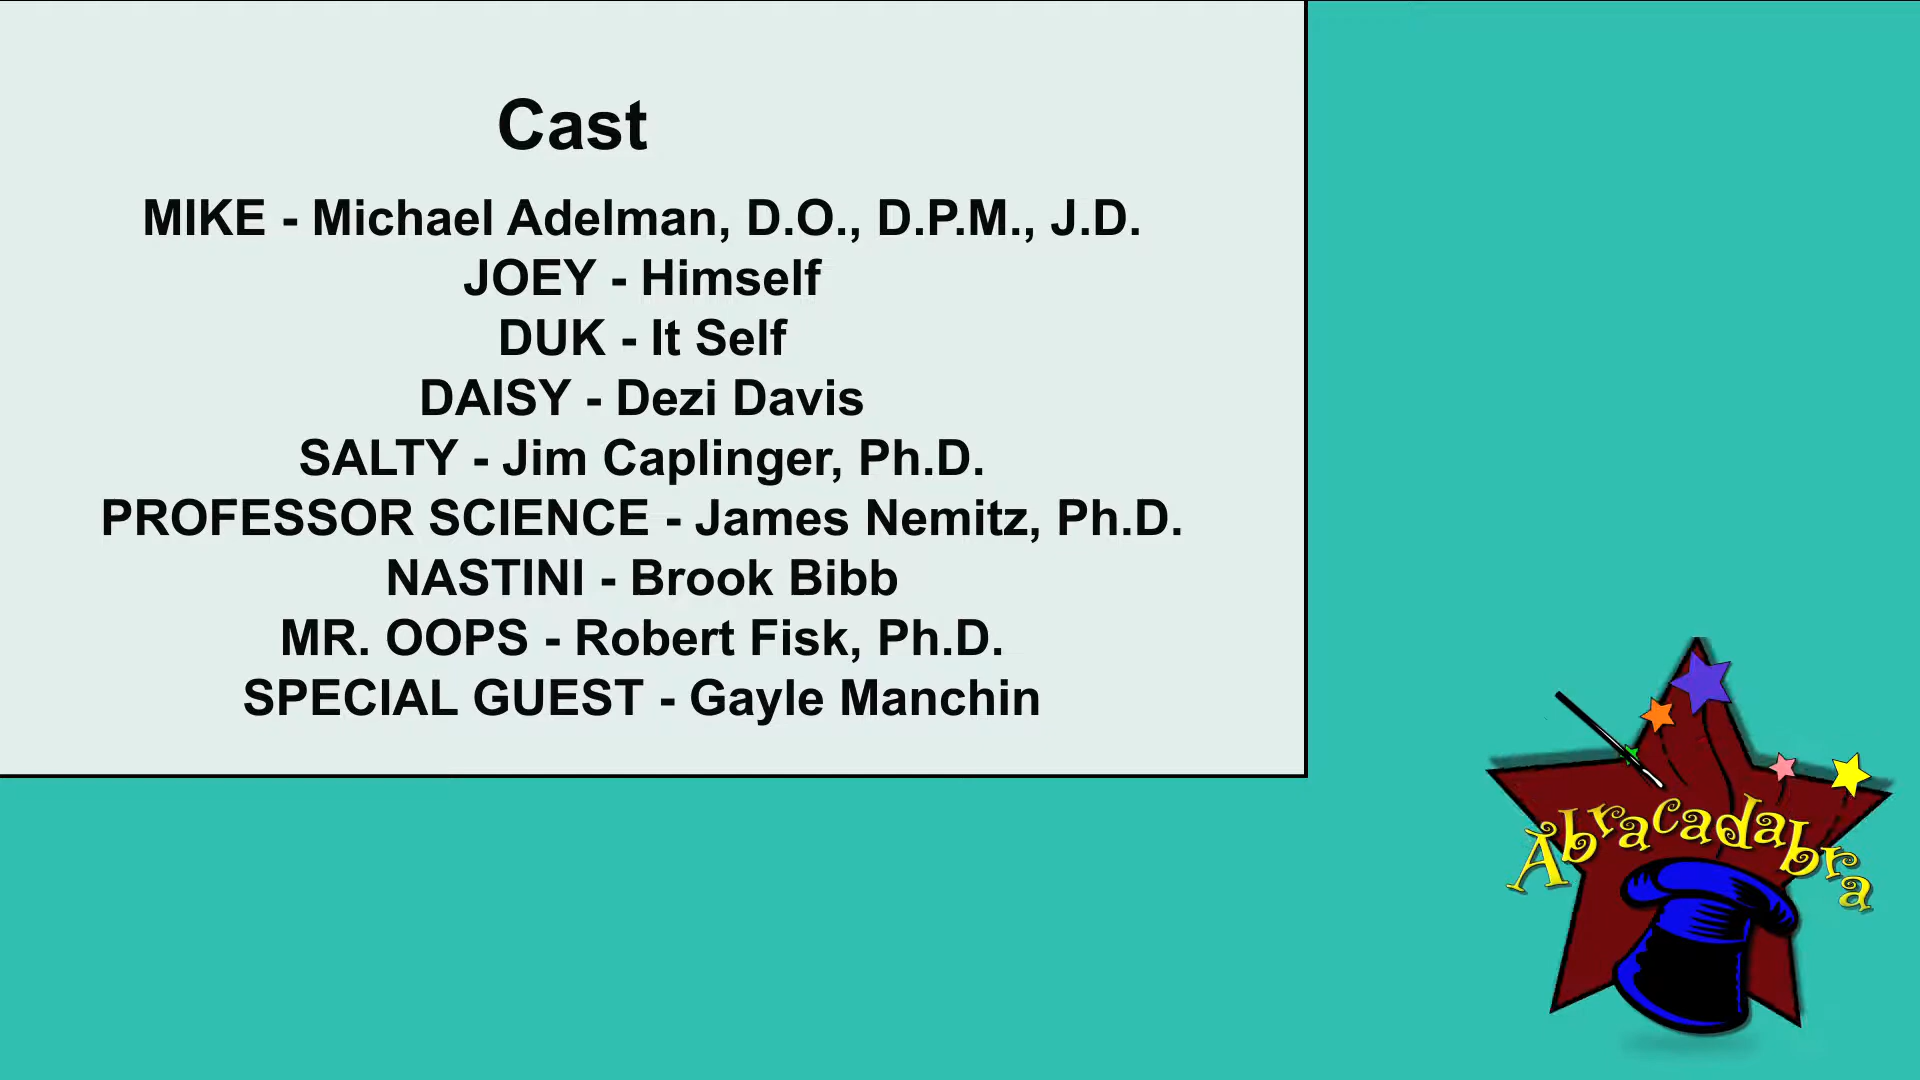 Cast
MIKE - Michael Adelman, D.O., D.P.M., J.D.
JOEY - Himself
DUK - It Self
DAISY - Dezi Davis
SALTY - Jim Caplinger, Ph.D.
PROFESSOR SCIENCE - James Nemitz, Ph.D.
NASTINI - Brook Bibb
MR. OOPS - Robert Fisk, Ph.D.
SPECIAL GUEST - Gayle Manchin
Abracadabra